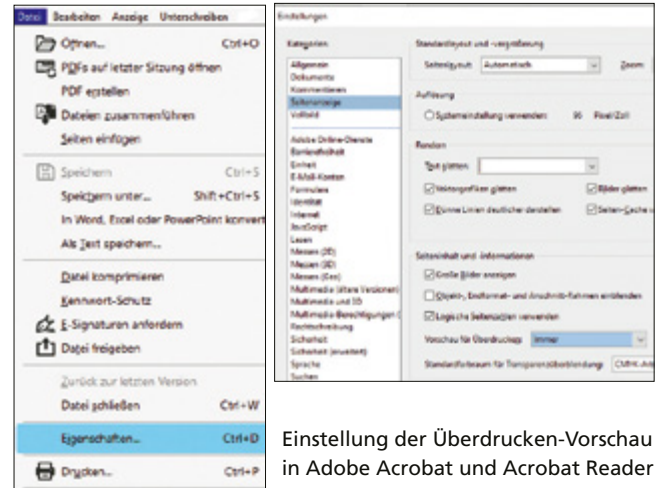 Datei Bearbeiten Anzeige Unterschreiben
Öffnen... Ctrl+O
PDFs auf letzter Sitzung öffnen
PDF erstellen
Dateien zusammenführen
Seiten einfügen
Speichern Ctrl+S
Speichern unter... Shift+Ctrl+S
In Word, Excel oder PowerPoint konvert
Als Text speichern...
Datei komprimieren
Kennwort-Schutz
E-Signaturen anfordern
Datei freigeben
Zurück zur letzten Version
Datei schließen Ctrl+W
Eigenschaften... Ctrl+D
Drucken... Ctrl+P
Einstellungen
Kategorien
Allgemein
Dokumente
Kommentieren
Seitenanzeige
Vollbild
Adobe Online-Dienste
Barrierefreiheit
Einheit
E-Mail-Konten
Formulare
Identität
Internet
JavaScript
Lesen
Messen (2D)
Messen (3D)
Messen (Geo)
Multimedia (ältere Versionen)
Multimedia und 3D
Multimedia-Berechtigungen (
Rechtschreibung
Sicherheit
Sicherheit (erweitert)
Sprache
Suchen
Standardlayout und -vergrößerung
Seitenlayout: Automatisch Zoom:
Auflösung
Systemeinstellung verwenden: 96 Pixel/Zoll
Rendern
Text glätten:
Vektorgrafiken glätten Bilder glätten
Dünne Linien deutlicher darstellen Seiten-Cache v
Seiteninhalt und -informationen
Große Bilder anzeigen
Objekt-, Endformat- und Anschnitt-Rahmen einblenden
Logische Seitenzahlen verwenden
Vorschau für Überdrucken: Immer
Standardfarbraum für Transparenzüberblendung:
Einstellung der Überdrucken-Vorschau
in Adobe Acrobat und Acrobat Reader